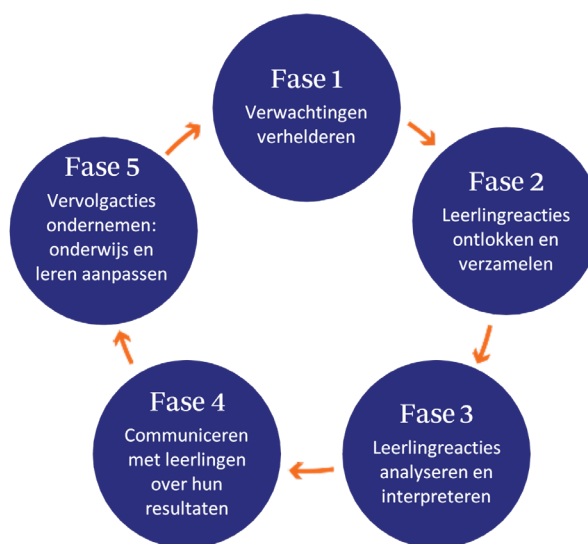 Fase 1
Verwachtingen
verhelderen
Fase 2
Leerlingreacties
ontlokken en
verzamelen
Fase 3
Leerlingreacties
analyseren en
interpreteren
Fase 4
Communiceren
met leerlingen
over hun
resultaten
Fase 5
Vervolgacties
ondernemen:
onderwijs en
leren aanpassen